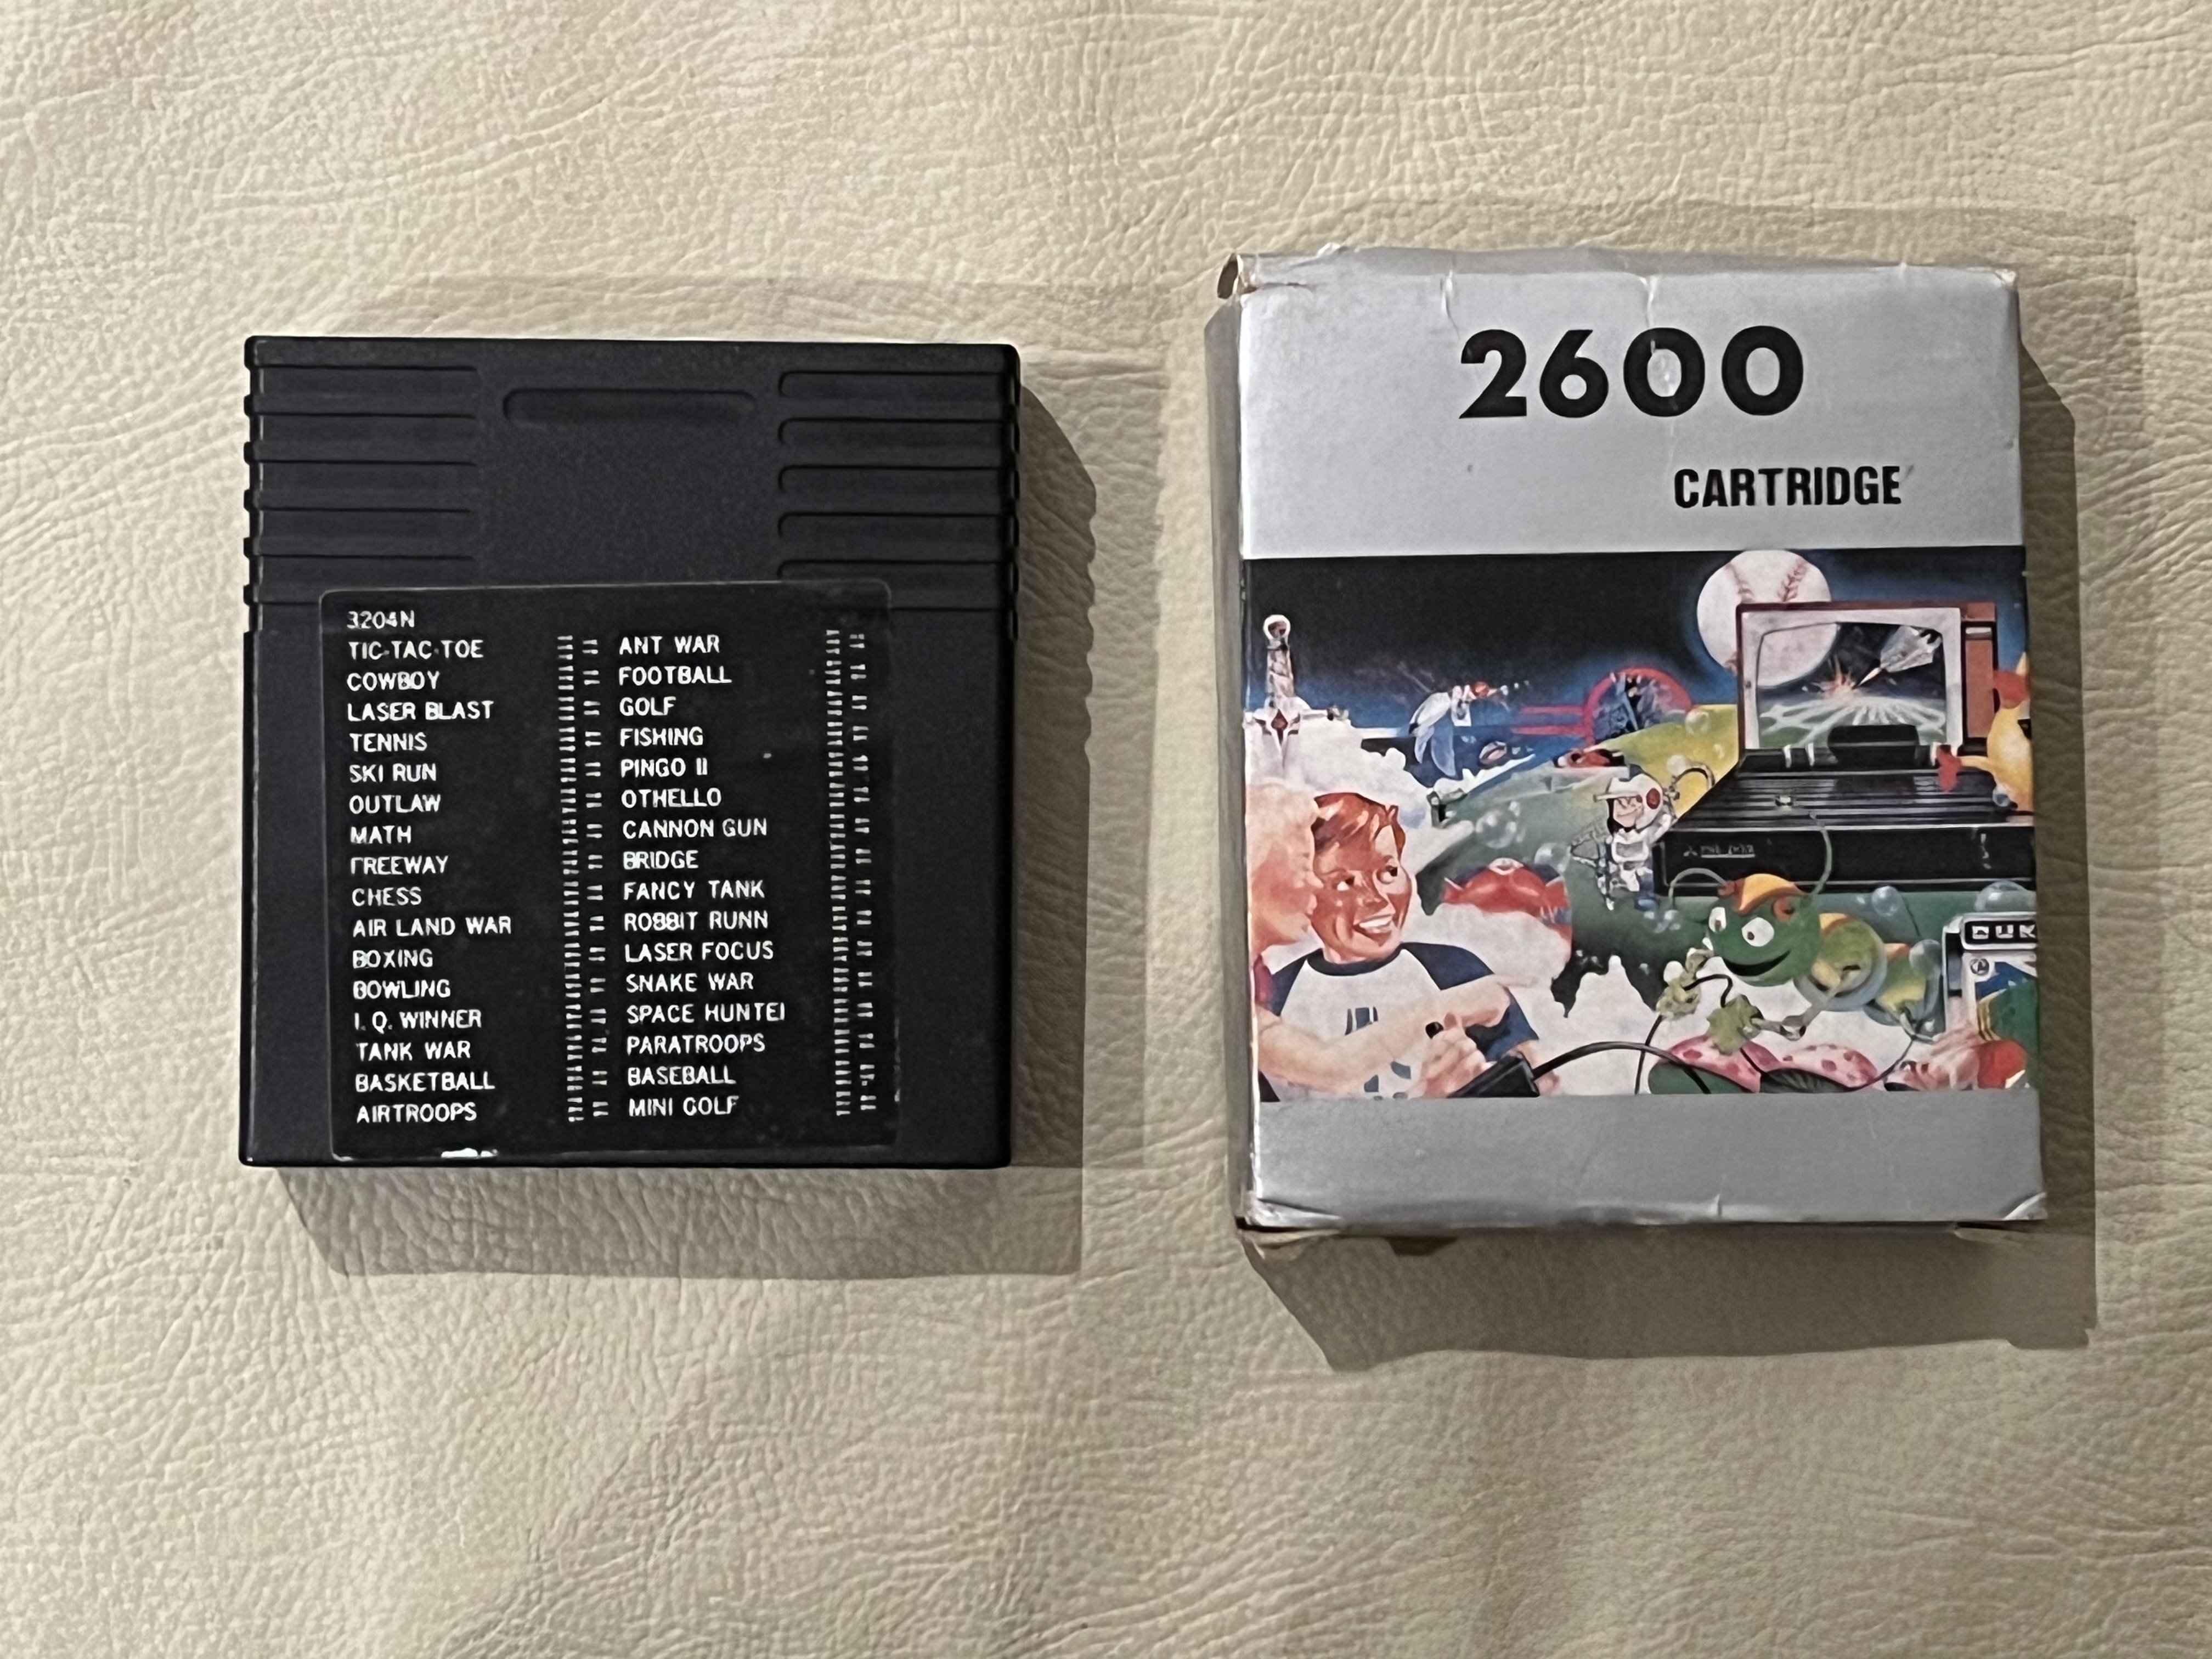 3204N
TIC-TAC-TOE
COWBOY
LASER BLAST
TENNIS
SKI RUN
OUTLAW
MATH
FREEWAY
CHESS
AIR LAND WAR
BOXING
BOWLING
I. Q. WINNER
TANK WAR
BASKETBALL
AIRTROOPS
ANT WAR
FOOTBALL
GOLF
FISHING
PINGO II
OTHELLO
CANNON GUN
BRIDGE
FANCY TANK
ROBBIT RUNN
LASER FOCUS
SNAKE WAR
SPACE HUNTEI
PARATROOPS
BASEBALL
MINI GOLF
2600
CARTRIDGE